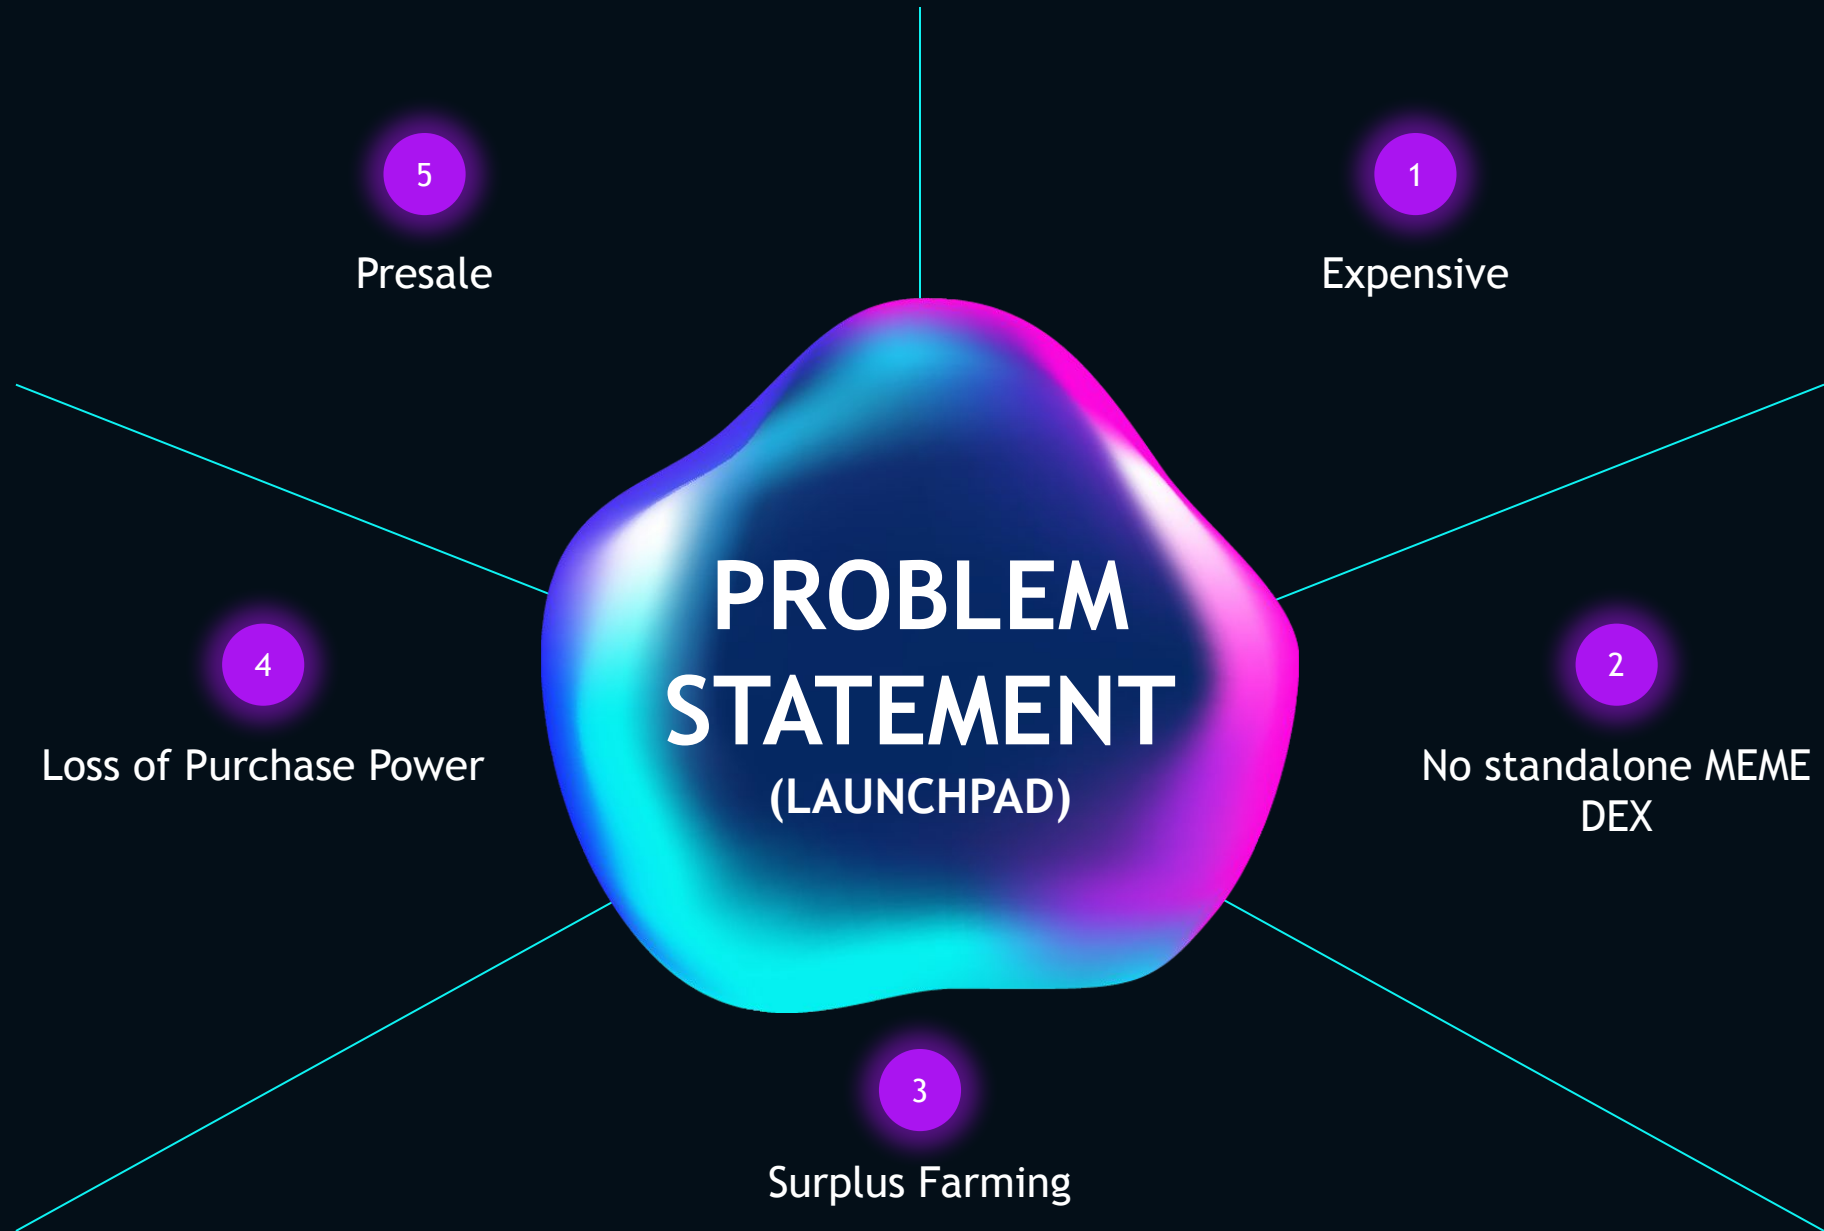 PROBLEM
STATEMENT
(LAUNCHPAD)
1
Expensive
2
No standalone MEME
DEX
3
Surplus Farming
4
Loss of Purchase Power
5
Presale